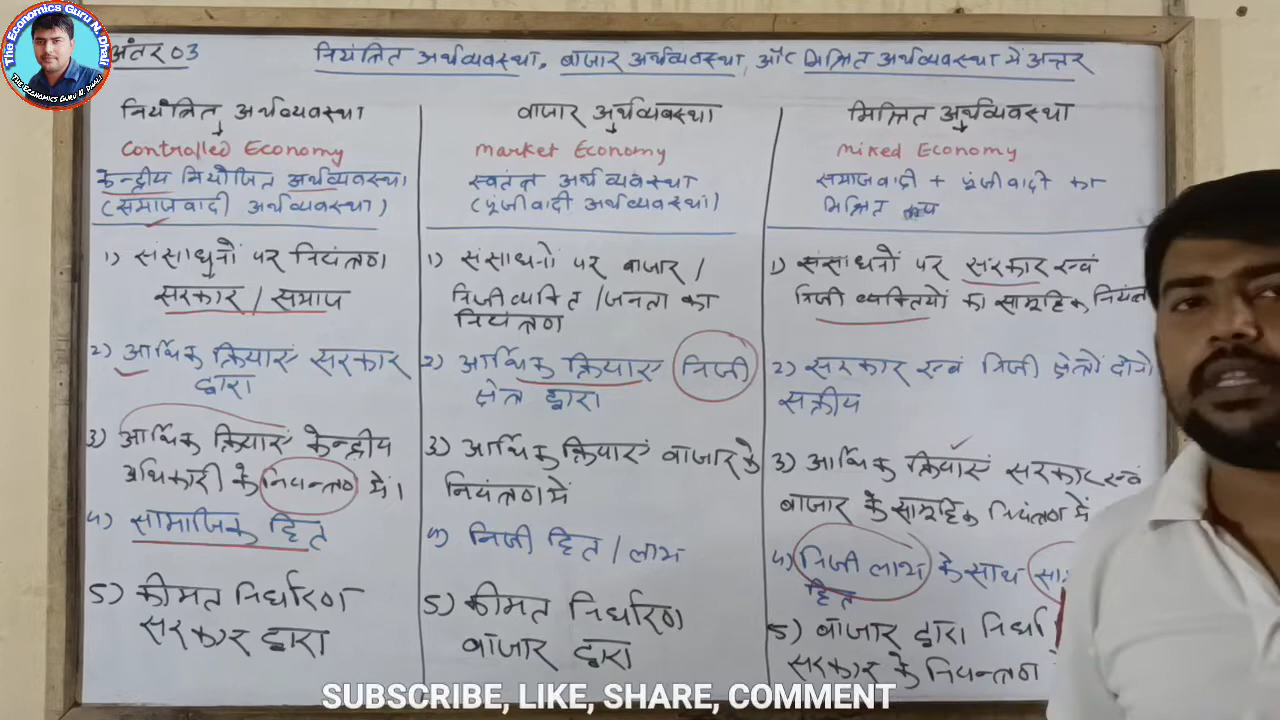 The Economics Guru N. Dhali
THE ECONOMICS GURU N. DHALI
अंतर 03
नियंत्रित अर्थव्यवस्था, बाजार अर्थव्यवस्था, और मिश्रित अर्थव्यवस्था में अन्तर
नियंत्रित अर्थव्यवस्था
Controlled Economy
केन्द्रीय नियोजित अर्थव्यवस्था
(समाजवादी अर्थव्यवस्था)
1) संसाधनों पर नियंत्रण
सरकार / समाज
2) आर्थिक क्रियाएं सरकार
द्वारा
3) आर्थिक क्रियाएं केन्द्रीय
अधिकारी के नियन्त्रण में।
4) सामाजिक हित
5) कीमत निर्धारण
सरकार द्वारा
बाजार अर्थव्यवस्था
Market Economy
स्वतंत्र अर्थव्यवस्था
(पूंजीवादी अर्थव्यवस्था)
1) संसाधनों पर बाजार /
निजी व्यक्ति / जनता का
नियंत्रण
2) आर्थिक क्रियाएं निजी
क्षेत्र द्वारा
3) आर्थिक क्रियाएं बाजार के
नियंत्रण में
4) निजी हित / लाभ
5) कीमत निर्धारण
बाजार द्वारा
मिश्रित अर्थव्यवस्था
Mixed Economy
समाजवादी + पूंजीवादी का
मिश्रित रूप
1) संसाधनों पर सरकार एवं
निजी व्यक्तियों का सामूहिक
2) सरकार एवं निजी क्षेत्रों दोनो
सक्रीय
3) आर्थिक क्रियाएं सरकार एवं
बाजार के सामूहिक नियंत्रण में
4) निजी लाभ के साथ
हित
5) बाजार द्वारा
सरकार के नियन्त्रण
SUBSCRIBE, LIKE, SHARE, COMMENT